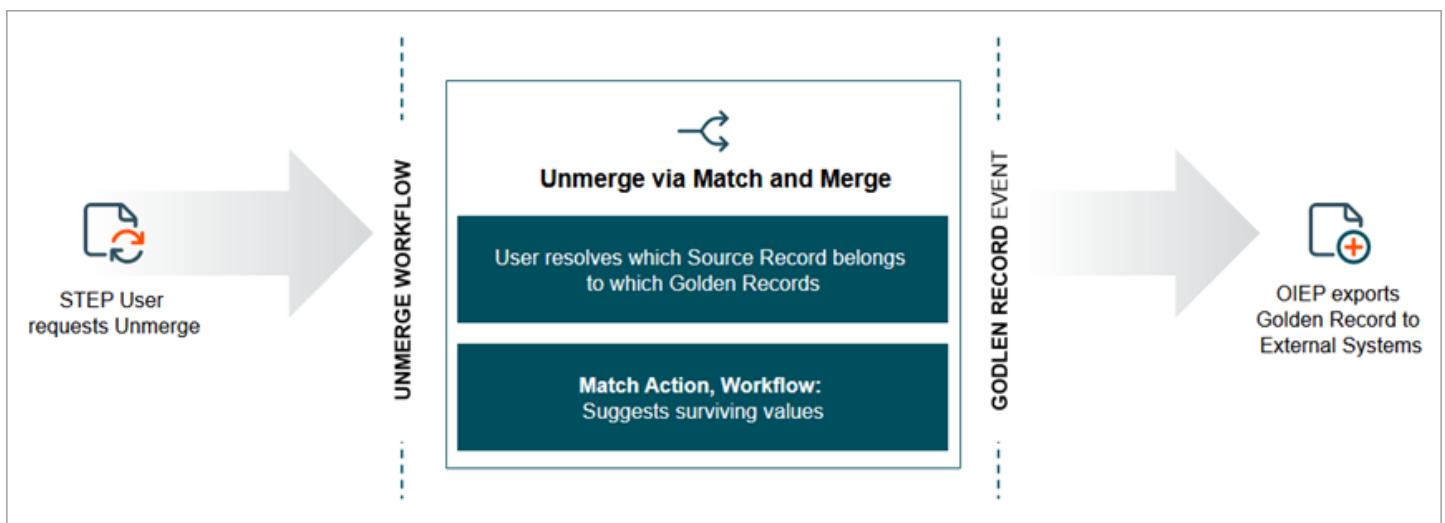 STEP User
requests Unmerge
UNMERGE WORKFLOW
Unmerge via Match and Merge
User resolves which Source Record belongs
to which Golden Records
Match Action, Workflow:
Suggests surviving values
GODLEN RECORD EVENT
OIEP exports
Golden Record to
External Systems